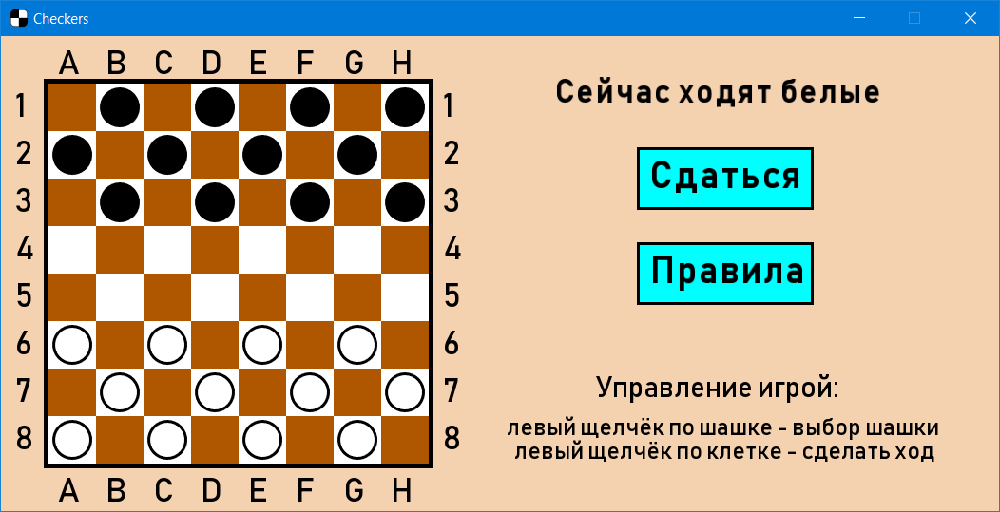 Checkers
A B C D E F G H
1 1
2 2
3 3
4 4
5 5
6 6
7 7
8 8
A B C D E F G H
Сейчас ходят белые
Сдаться
Правила
Управление игрой:
левый щелчёк по шашке - выбор шашки
левый щелчёк по клетке - сделать ход